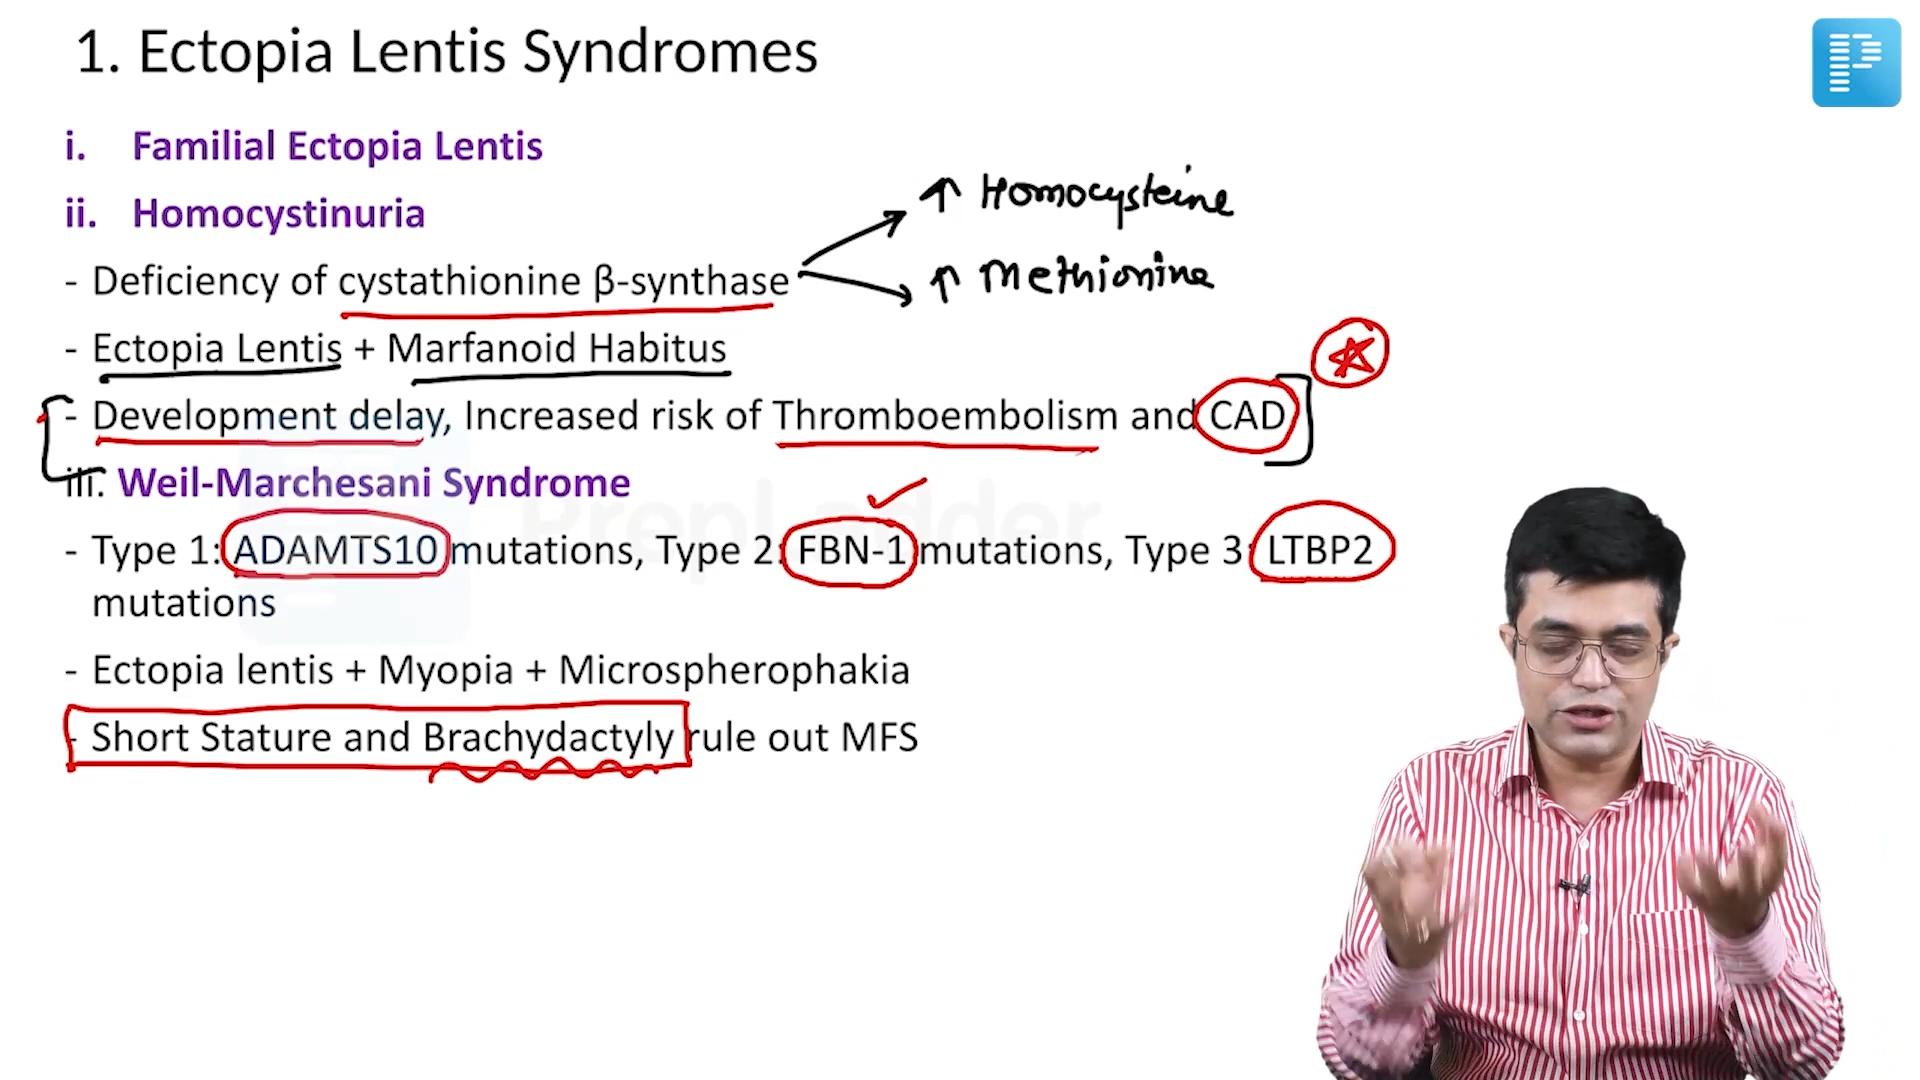 1. Ectopia Lentis Syndromes
i. Familial Ectopia Lentis
ii. Homocystinuria
↑ Homocysteine
- Deficiency of cystathionine β-synthase
↑ Methionine
- Ectopia Lentis + Marfanoid Habitus
- Development delay, Increased risk of Thromboembolism and CAD
iii. Weil-Marchesani Syndrome
PrepLadder
- Type 1: ADAMTS10 mutations, Type 2: FBN-1 mutations, Type 3: LTBP2
mutations
- Ectopia lentis + Myopia + Microspherophakia
- Short Stature and Brachydactyly rule out MFS